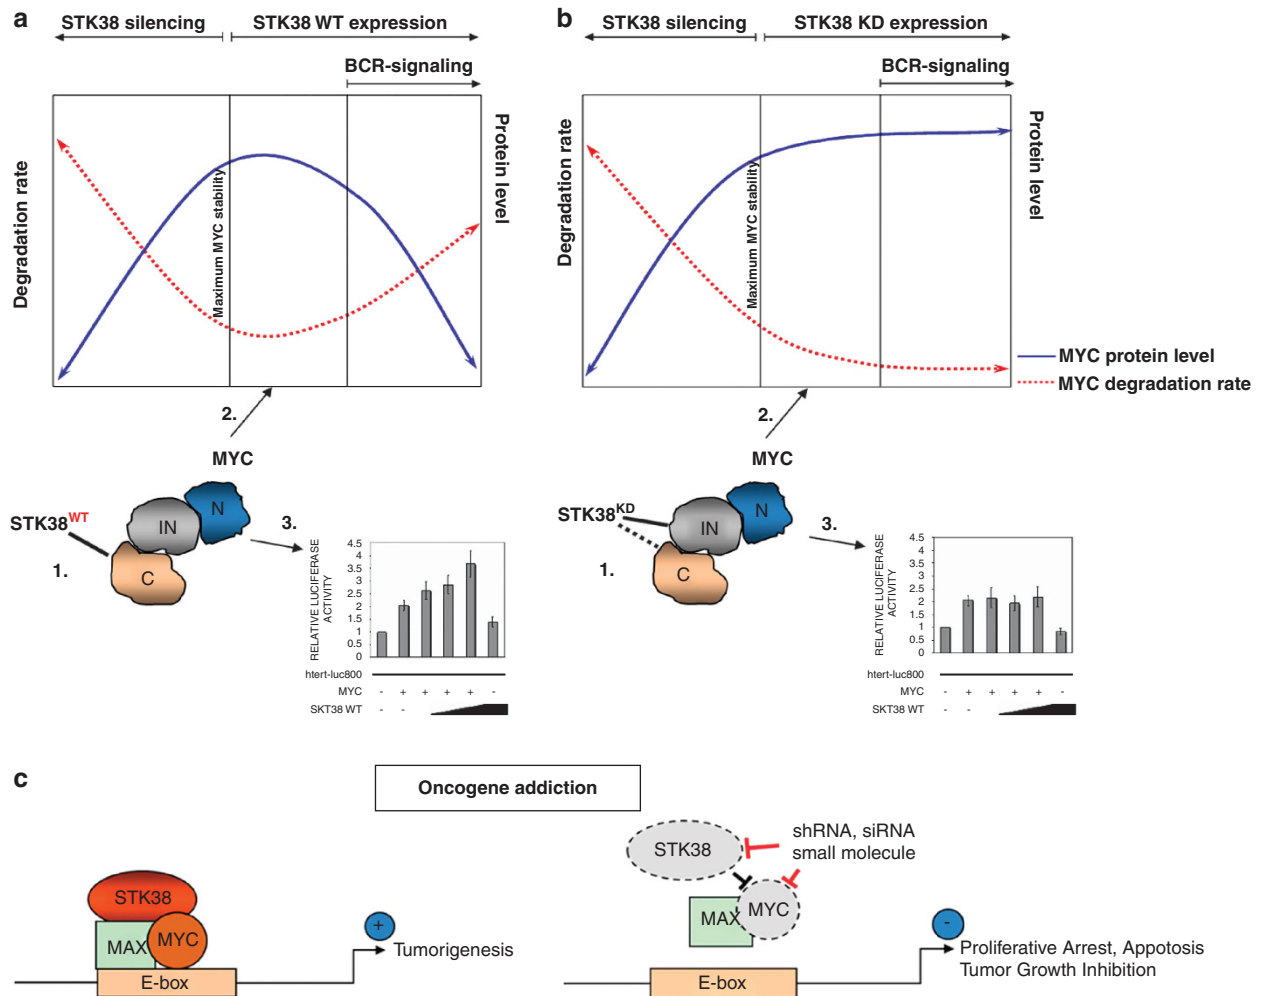 a
STK38 silencing
STK38 WT expression
BCR-signaling
Degradation rate
Maximum MYC stability
Protein level
2.
MYC
STK38WT
1.
IN
N
C
3.
RELATIVE LUCIFERASE
ACTIVITY
4.5
4
3.5
3
2.5
2
1.5
1
0.5
0
htert-luc800
MYC - + + + + -
SKT38 WT - -
b
STK38 silencing
STK38 KD expression
BCR-signaling
Degradation rate
Maximum MYC stability
Protein level
MYC protein level
MYC degradation rate
2.
MYC
STK38KD
1.
IN
N
C
3.
RELATIVE LUCIFERASE
ACTIVITY
4.5
4
3.5
3
2.5
2
1.5
1
0.5
0
htert-luc800
MYC - + + + + -
SKT38 WT - -
c
Oncogene addiction
STK38
MAX
MYC
E-box
+
Tumorigenesis
STK38
shRNA, siRNA
small molecule
MAX
MYC
E-box
-
Proliferative Arrest, Appotosis
Tumor Growth Inhibition